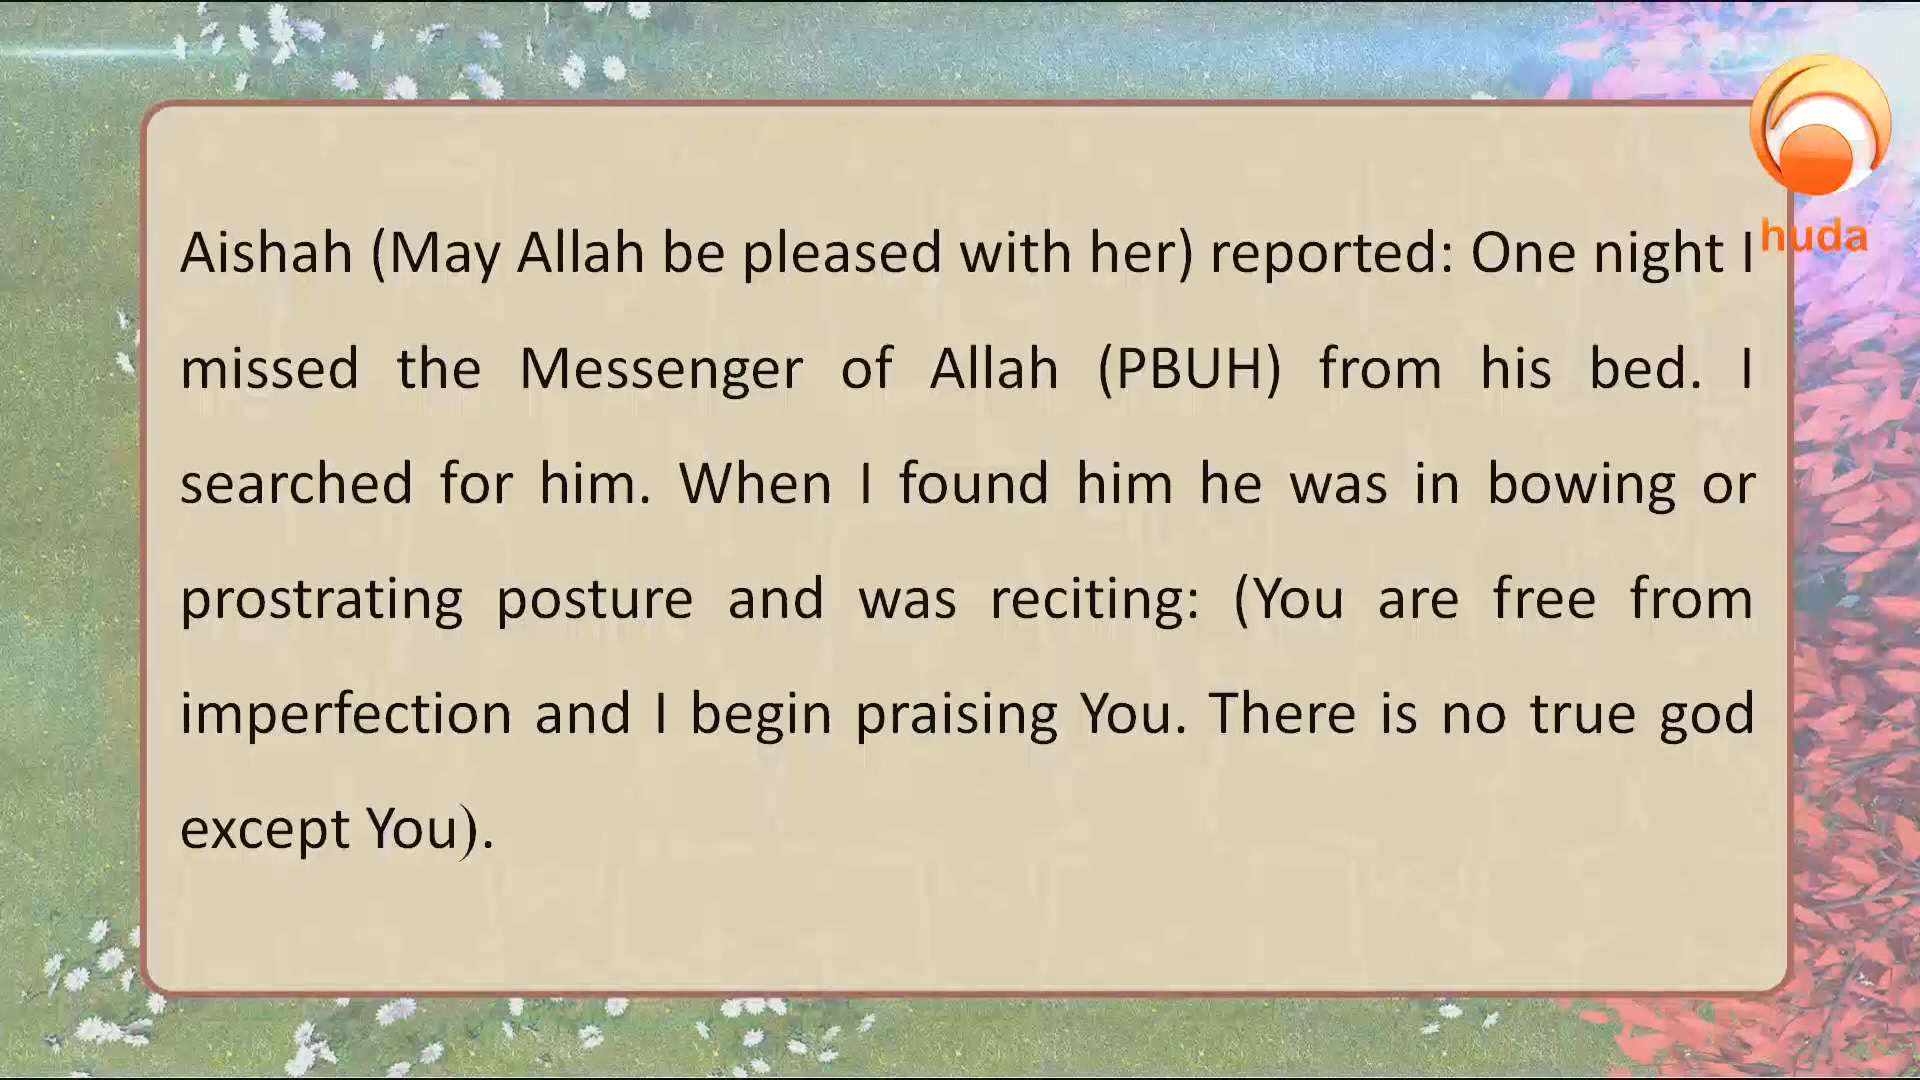 huda
Aishah (May Allah be pleased with her) reported: One night I
missed the Messenger of Allah (PBUH) from his bed. I
searched for him. When I found him he was in bowing or
prostrating posture and was reciting: (You are free from
imperfection and I begin praising You. There is no true god
except You).